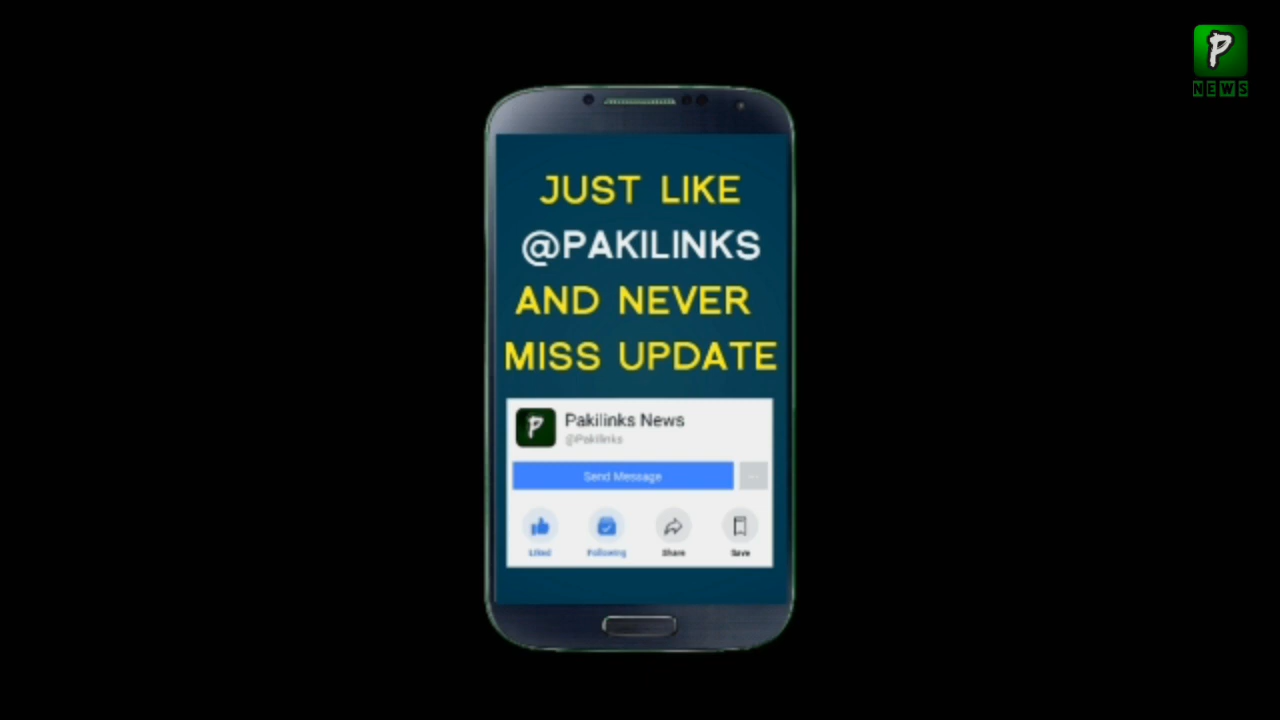 P
NEWS
JUST LIKE
@PAKILINKS
AND NEVER
MISS UPDATE
P
Pakilinks News
@Pakilinks
Send Message
...
Liked
Following
Share
Save